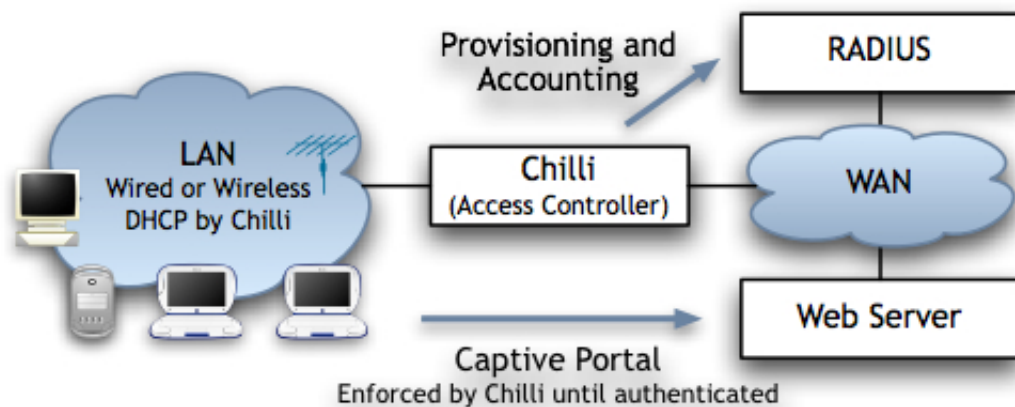 Provisioning and
Accounting
RADIUS
LAN
Wired or Wireless
DHCP by Chilli
Chilli
(Access Controller)
WAN
Web Server
Captive Portal
Enforced by Chilli until authenticated